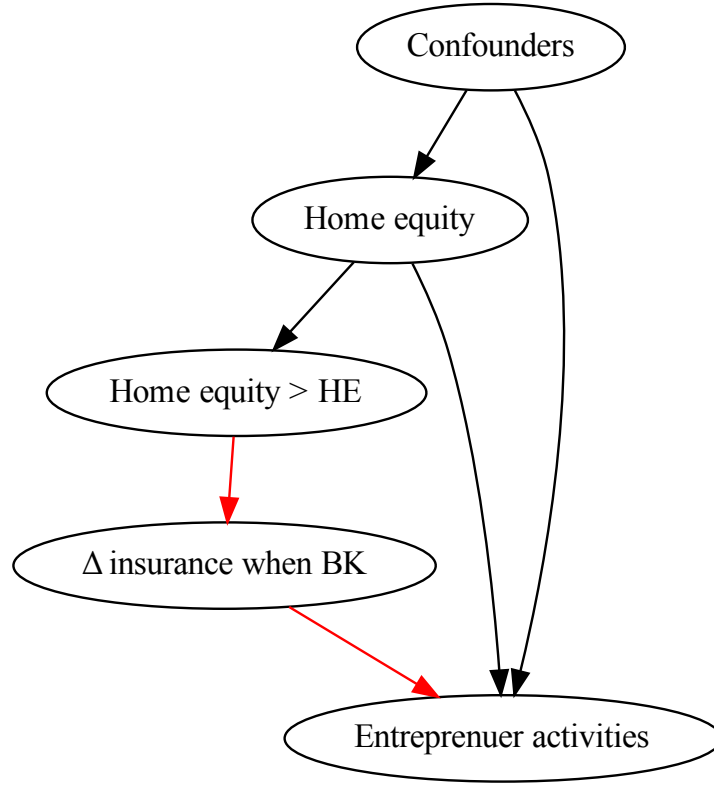 Confounders
Home equity
Home equity > HE
Δ insurance when BK
Entreprenuer activities